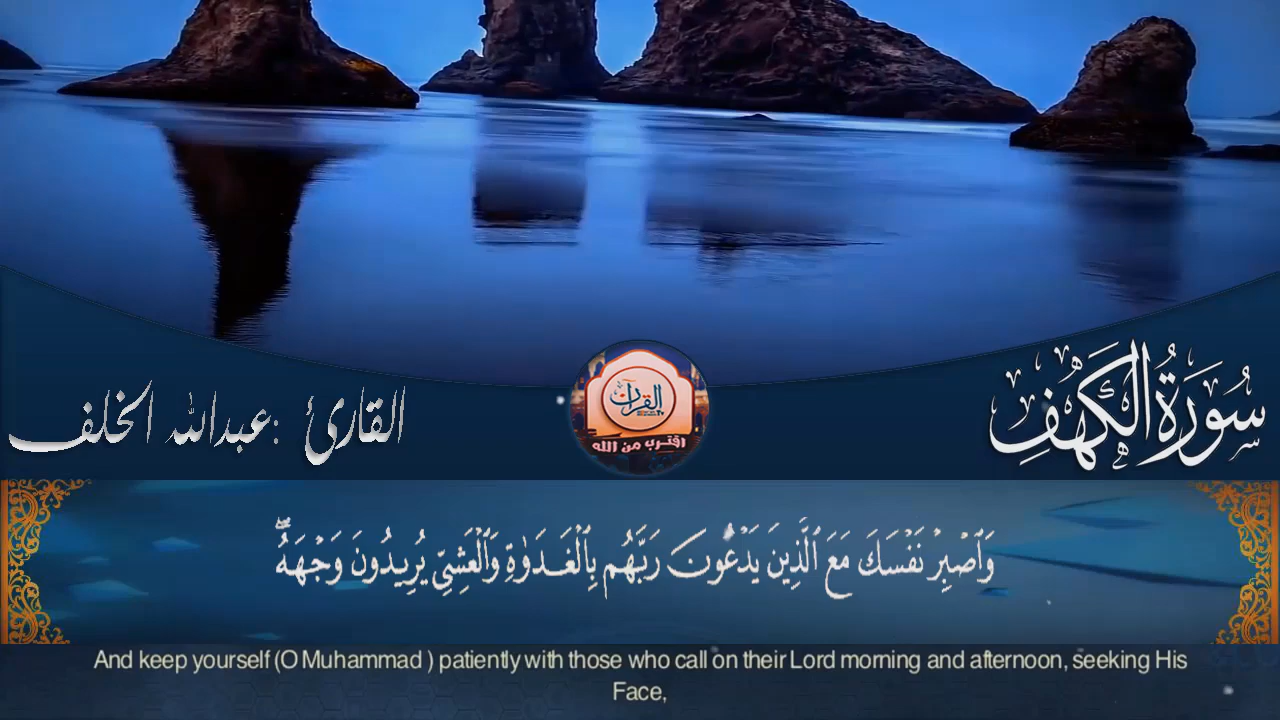 سُورَةُ الكَهْفِ
القارئ :عبدالله الخلف
القرآن
TV
اقترب من الله
وَٱصْبِرْ نَفْسَكَ مَعَ ٱلَّذِينَ يَدْعُونَ رَبَّهُم بِٱلْغَدَوٰةِ وَٱلْعَشِىِّ يُرِيدُونَ وَجْهَهُۥۖ
And keep yourself (O Muhammad ) patiently with those who call on their Lord morning and afternoon, seeking His
Face,